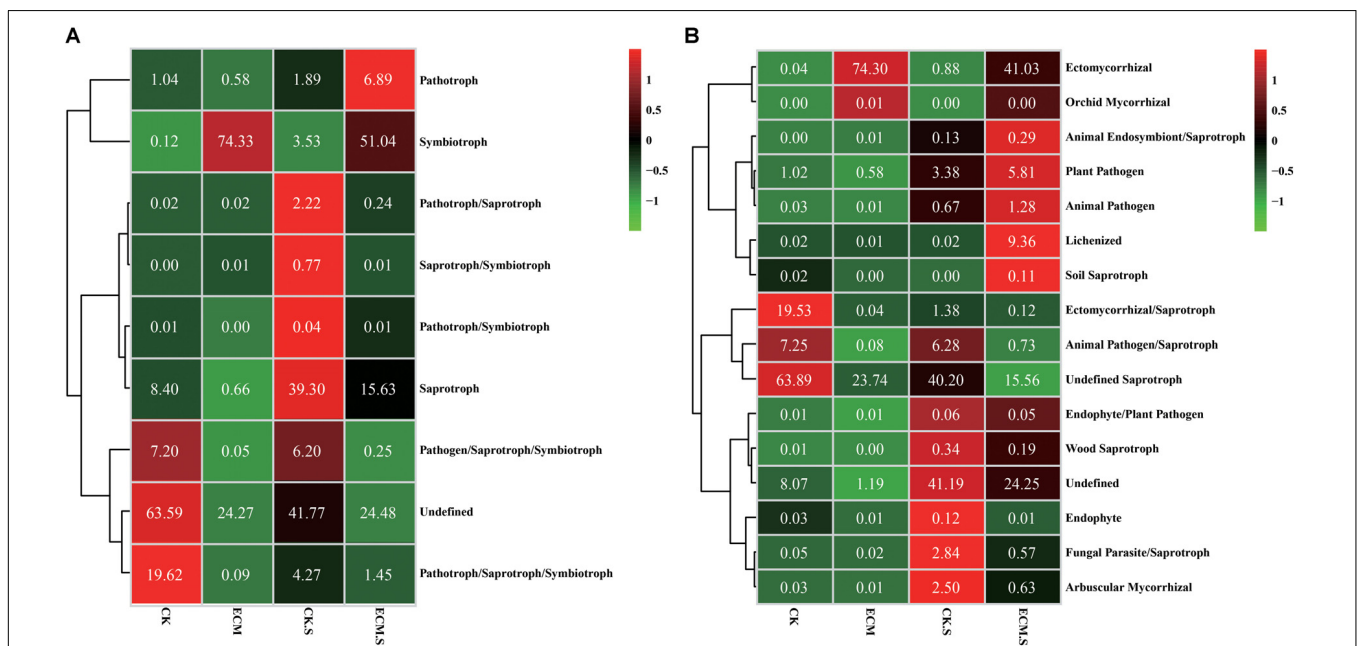 A
1.04 0.58 1.89 6.89 Pathotroph
0.12 74.33 3.53 51.04 Symbiotroph
0.02 0.02 2.22 0.24 Pathotroph/Saprotroph
0.00 0.01 0.77 0.01 Saprotroph/Symbiotroph
0.01 0.00 0.04 0.01 Pathotroph/Symbiotroph
8.40 0.66 39.30 15.63 Saprotroph
7.20 0.05 6.20 0.25 Pathogen/Saprotroph/Symbiotroph
63.59 24.27 41.77 24.48 Undefined
19.62 0.09 4.27 1.45 Pathotroph/Saprotroph/Symbiotroph
CK ECM CK.S ECM.S
1
0.5
0
−0.5
−1
B
0.04 74.30 0.88 41.03 Ectomycorrhizal
0.00 0.01 0.00 0.00 Orchid Mycorrhizal
0.00 0.01 0.13 0.29 Animal Endosymbiont/Saprotroph
1.02 0.58 3.38 5.81 Plant Pathogen
0.03 0.01 0.67 1.28 Animal Pathogen
0.02 0.01 0.02 9.36 Lichenized
0.02 0.00 0.00 0.11 Soil Saprotroph
19.53 0.04 1.38 0.12 Ectomycorrhizal/Saprotroph
7.25 0.08 6.28 0.73 Animal Pathogen/Saprotroph
63.89 23.74 40.20 15.56 Undefined Saprotroph
0.01 0.01 0.06 0.05 Endophyte/Plant Pathogen
0.01 0.00 0.34 0.19 Wood Saprotroph
8.07 1.19 41.19 24.25 Undefined
0.03 0.01 0.12 0.01 Endophyte
0.05 0.02 2.84 0.57 Fungal Parasite/Saprotroph
0.03 0.01 2.50 0.63 Arbuscular Mycorrhizal
CK ECM CK.S ECM.S
1
0.5
0
−0.5
−1